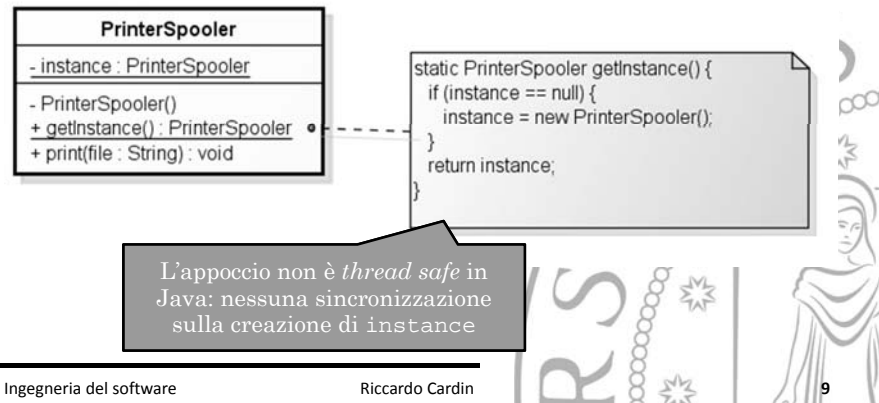 PrinterSpooler
- instance : PrinterSpooler
- PrinterSpooler()
+ getInstance() : PrinterSpooler
+ print(file : String) : void
static PrinterSpooler getInstance() {
if (instance == null) {
instance = new PrinterSpooler();
}
return instance;
}
L'appoccio non è thread safe in
Java: nessuna sincronizzazione
sulla creazione di instance
Ingegneria del software
Riccardo Cardin
9
RS